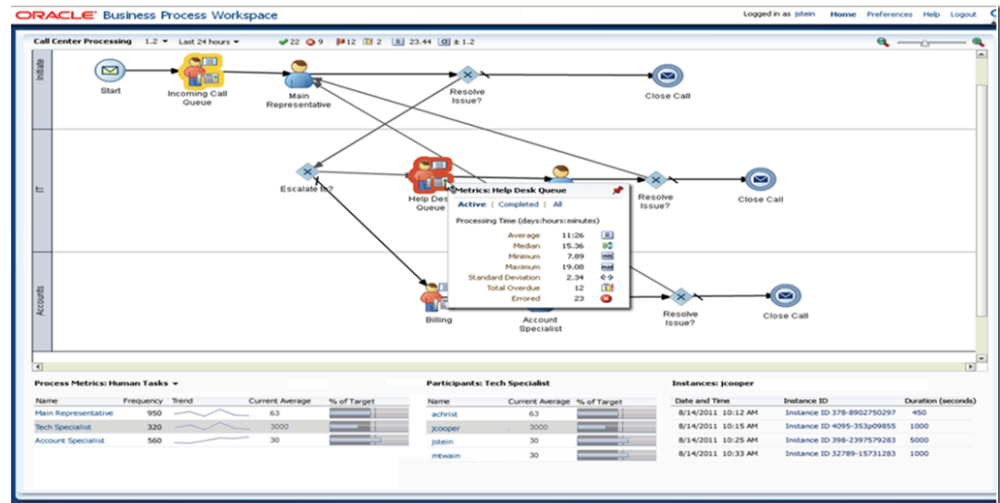 ORACLE Business Process Workspace
Logged in as jstein Home Preferences Help Logout
Call Center Processing 1.2 Last 24 hours 22 9 12 2 23.44 ± 1.2
Initiate
Start
Incoming Call Queue
Main Representative
Resolve Issue?
Close Call
IT
Escalate to?
Help Des
Queue
Resolve Issue?
Close Call
Metrics: Help Desk Queue
Active | Completed | All
Processing Time (days:hours:minutes)
Average 11:26
Median 15.36
Minimum 7.89
min
Maximum 19.08
max
Standard Deviation 2.34
Total Overdue 12
Errored 23
Accounts
Billing
Account Specialist
Resolve Issue?
Close Call
Process Metrics: Human Tasks
Name Frequency Trend Current Average % of Target
Main Representative 950 63
Tech Specialist 320 3000
Account Specialist 560 30
Participants: Tech Specialist
Name Current Average % of Target
achrist 63
jcooper 3000
jstein 30
mtwain 30
Instances: jcooper
Date and Time Instance ID Duration (seconds)
8/14/2011 10:12 AM Instance ID 378-8902750297 450
8/14/2011 10:15 AM Instance ID 4095-353p09855 1000
8/14/2011 10:25 AM Instance ID 398-2397579283 5000
8/14/2011 10:33 AM Instance ID 32789-15731283 1000